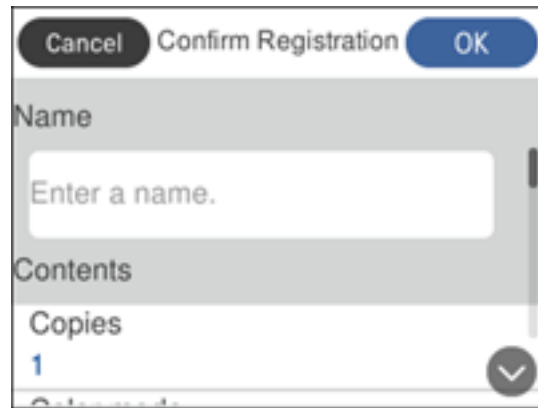 Cancel Confirm Registration OK
Name
Enter a name.
Contents
Copies
1